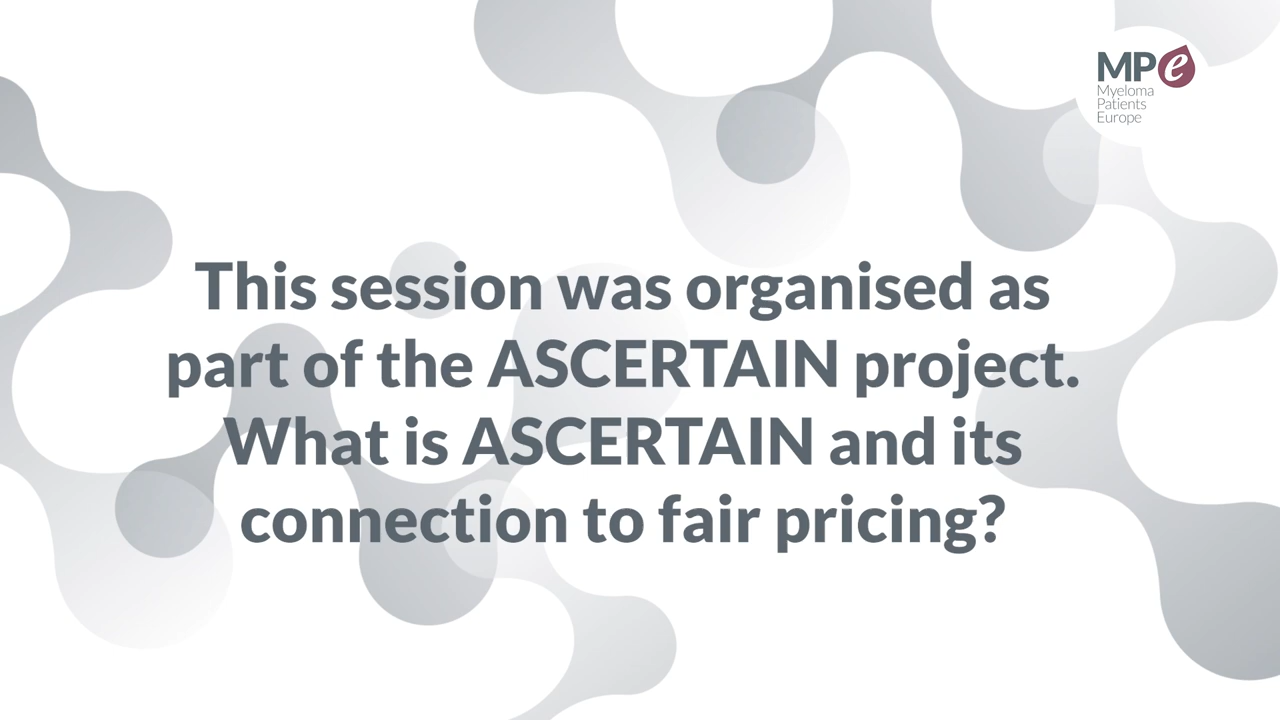 MPe
Myeloma
Patients
Europe
This session was organised as
part of the ASCERTAIN project.
What is ASCERTAIN and its
connection to fair pricing?